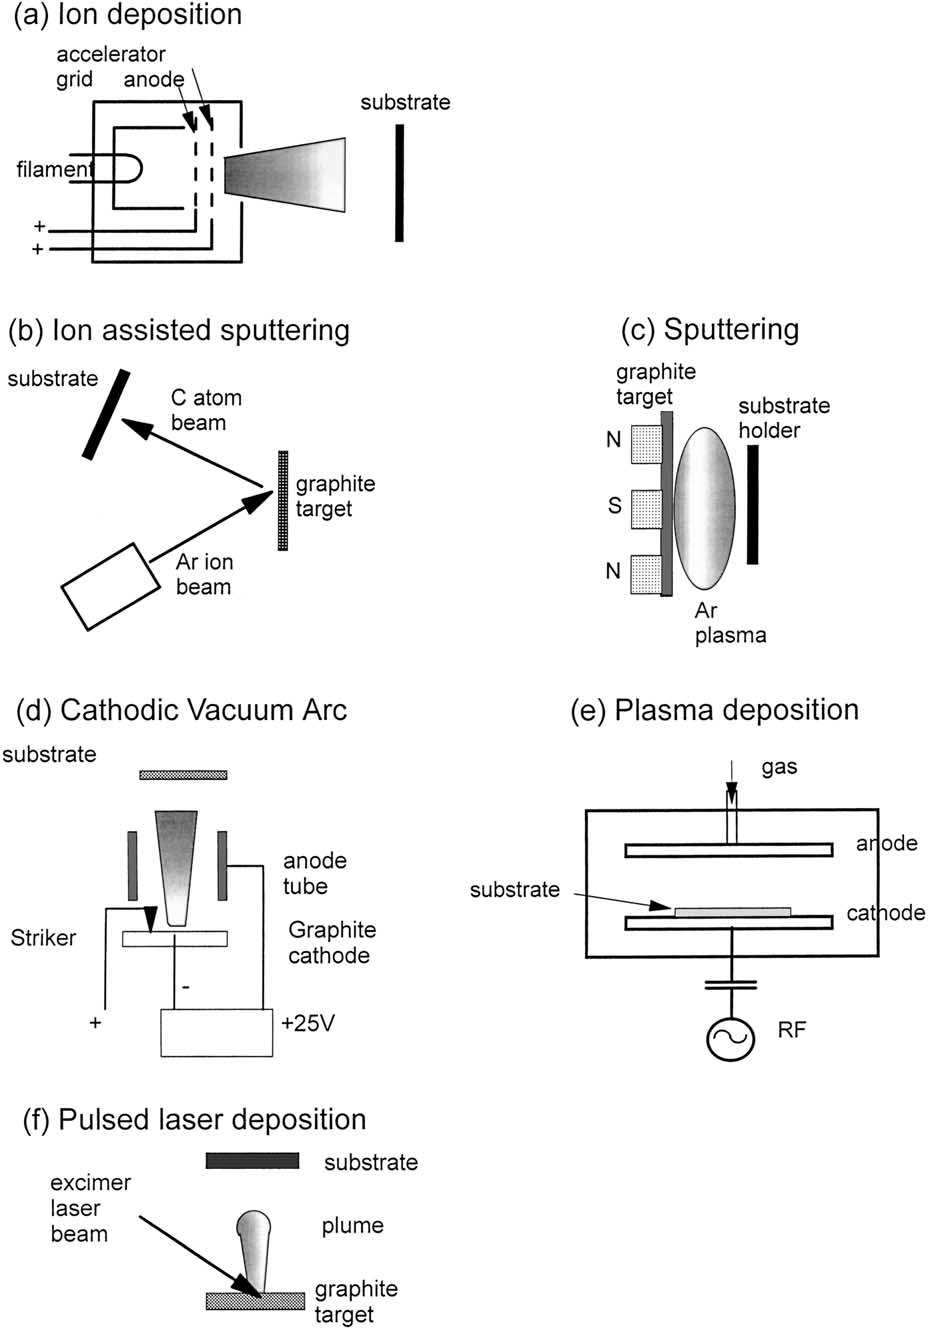 (a) Ion deposition
accelerator
grid
anode
substrate
filament
+
+
(b) Ion assisted sputtering
substrate
C atom
beam
graphite
target
Ar ion
beam
(c) Sputtering
graphite
target
substrate
holder
N
S
N
Ar
plasma
(d) Cathodic Vacuum Arc
substrate
anode
tube
Striker
Graphite
cathode
-
+
+25V
(e) Plasma deposition
gas
anode
substrate
cathode
RF
(f) Pulsed laser deposition
substrate
excimer
laser
beam
plume
graphite
target